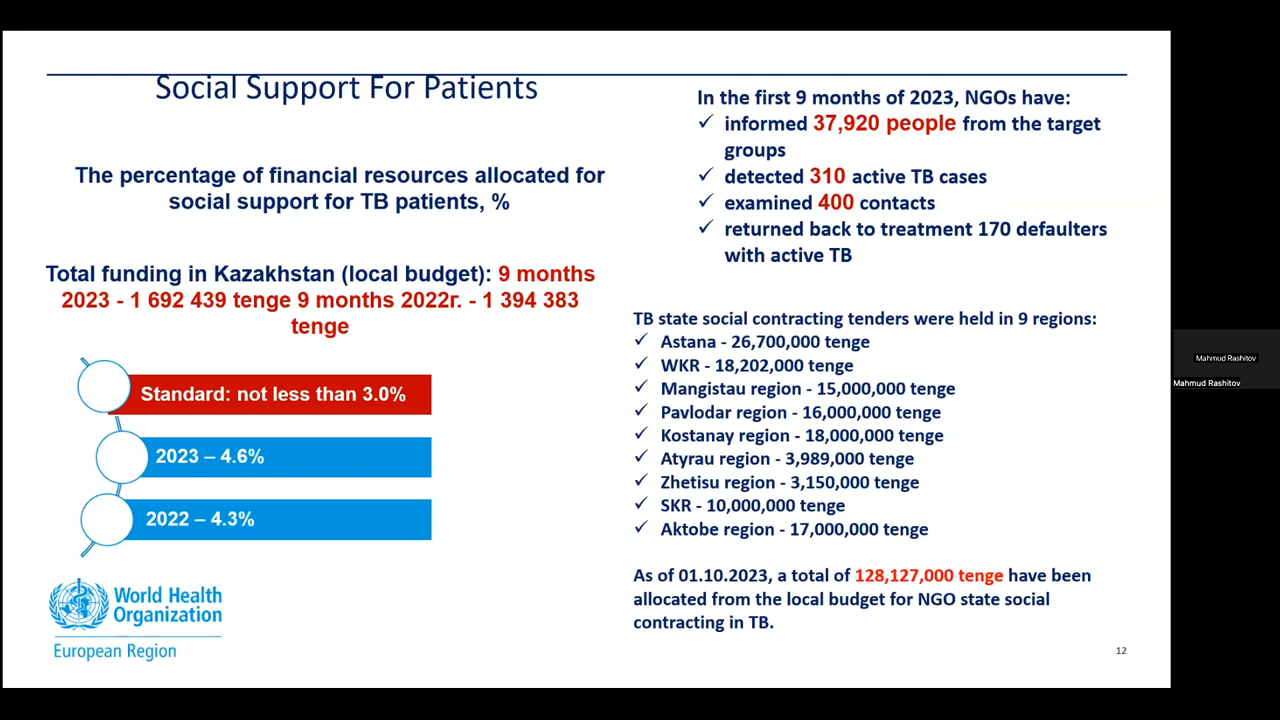 Social Support For Patients
The percentage of financial resources allocated for
social support for TB patients, %
Total funding in Kazakhstan (local budget): 9 months
2023 - 1 692 439 tenge 9 months 2022г. - 1 394 383
tenge
Standard: not less than 3.0%
2023 – 4.6%
2022 – 4.3%
World Health
Organization
European Region
In the first 9 months of 2023, NGOs have:
✓ informed 37,920 people from the target
groups
✓ detected 310 active TB cases
✓ examined 400 contacts
✓ returned back to treatment 170 defaulters
with active TB
TB state social contracting tenders were held in 9 regions:
✓ Astana - 26,700,000 tenge
✓ WKR - 18,202,000 tenge
✓ Mangistau region - 15,000,000 tenge
✓ Pavlodar region - 16,000,000 tenge
✓ Kostanay region - 18,000,000 tenge
✓ Atyrau region - 3,989,000 tenge
✓ Zhetisu region - 3,150,000 tenge
✓ SKR - 10,000,000 tenge
✓ Aktobe region - 17,000,000 tenge
As of 01.10.2023, a total of 128,127,000 tenge have been
allocated from the local budget for NGO state social
contracting in TB.
12
Mahmud Rashitov
Mahmud Rashitov